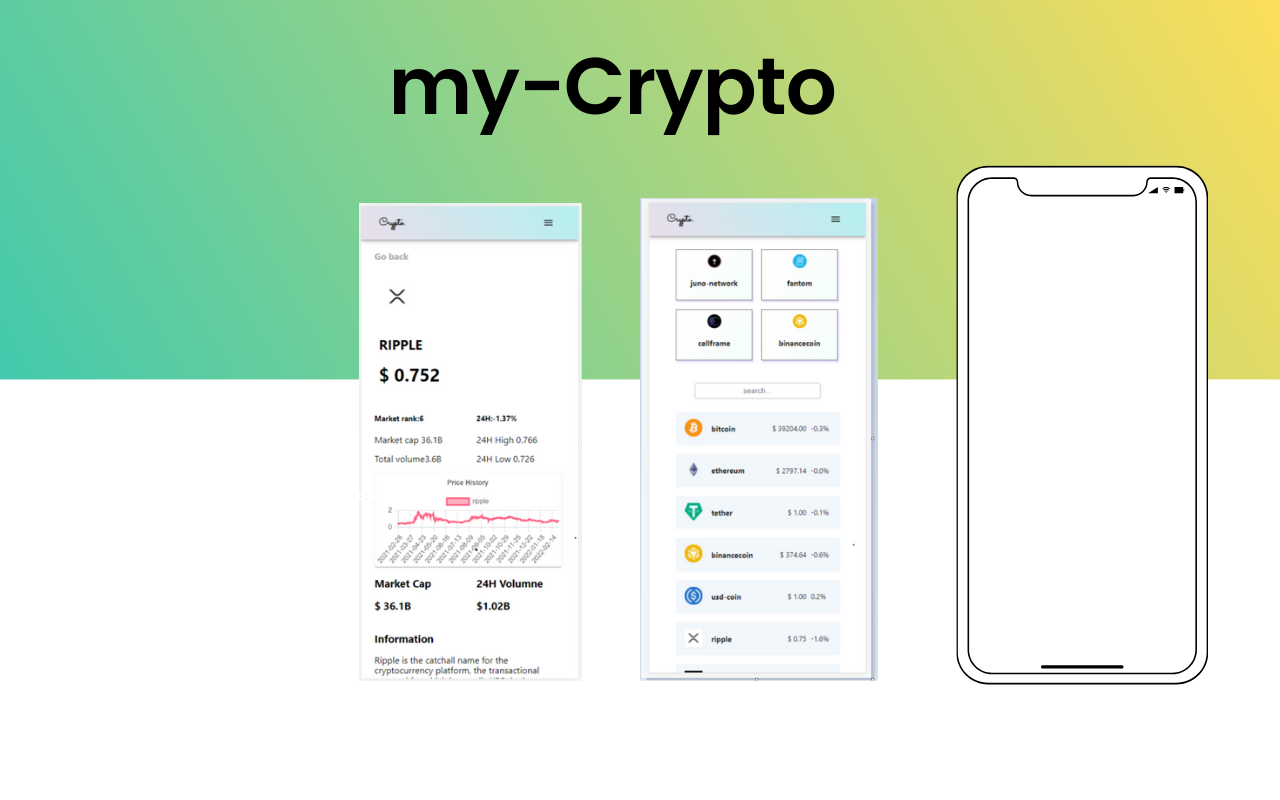 my-Crypto
Crypto
Go back
RIPPLE
$ 0.752
Market rank:6 24H:-1.37%
Market cap 36.1B 24H High 0.766
Total volume3.6B 24H Low 0.726
Price History
ripple
2
0
2021-02-28 2021-03-27 2021-04-23 2021-05-20 2021-06-16 2021-07-13 2021-08-09 2021-09-05 2021-10-02 2021-10-29 2021-11-25 2021-12-22 2022-01-18 2022-02-14
Market Cap 24H Volumne
$ 36.1B $1.02B
Information
Ripple is the catchall name for the
cryptocurrency platform, the transactional
Crypto
juno-network fantom
cellframe binancecoin
search...
bitcoin $ 39204.00 -0.3%
ethereum $ 2797.14 -0.0%
tether $ 1.00 -0.1%
binancecoin $ 374.64 -0.6%
usd-coin $ 1.00 0.2%
ripple $ 0.75 -1.6%